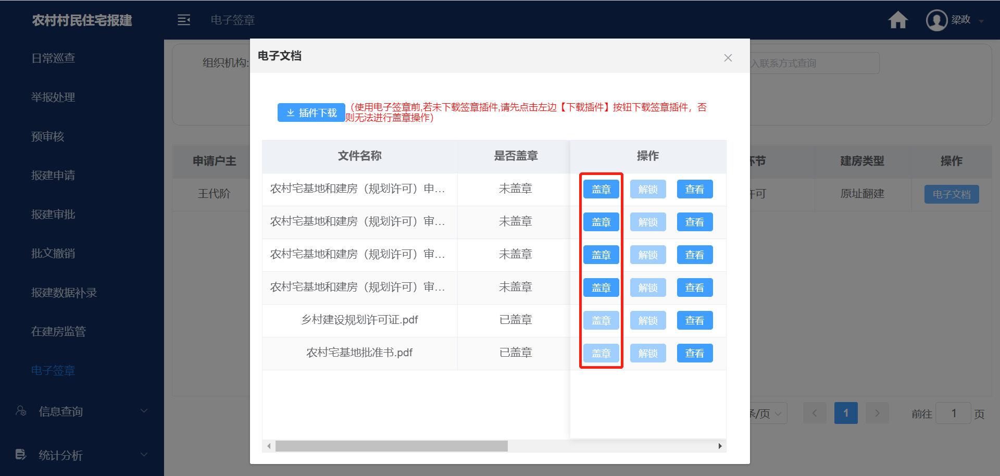 农村村民住宅报建
电子签章
梁政
日常巡查
举报处理
预审核
报建申请
报建审批
批文撤销
报建数据补录
在建房监管
电子签章
信息查询
统计分析
组织机构:
入联系方式查询
电子文档
插件下载
（使用电子签章前,若未下载签章插件,请先点击左边【下载插件】按钮下载签章插件，否
则无法进行盖章操作）
申请户主
环节
建房类型
操作
王代阶
许可
原址翻建
电子文档
文件名称 是否盖章 操作
农村宅基地和建房（规划许可）申... 未盖章 盖章 解锁 查看
农村宅基地和建房（规划许可）审... 未盖章 盖章 解锁 查看
农村宅基地和建房（规划许可）审... 未盖章 盖章 解锁 查看
农村宅基地和建房（规划许可）审... 未盖章 盖章 解锁 查看
乡村建设规划许可证.pdf 已盖章 盖章 解锁 查看
农村宅基地批准书.pdf 已盖章 盖章 解锁 查看
条/页 1 前往 1 页